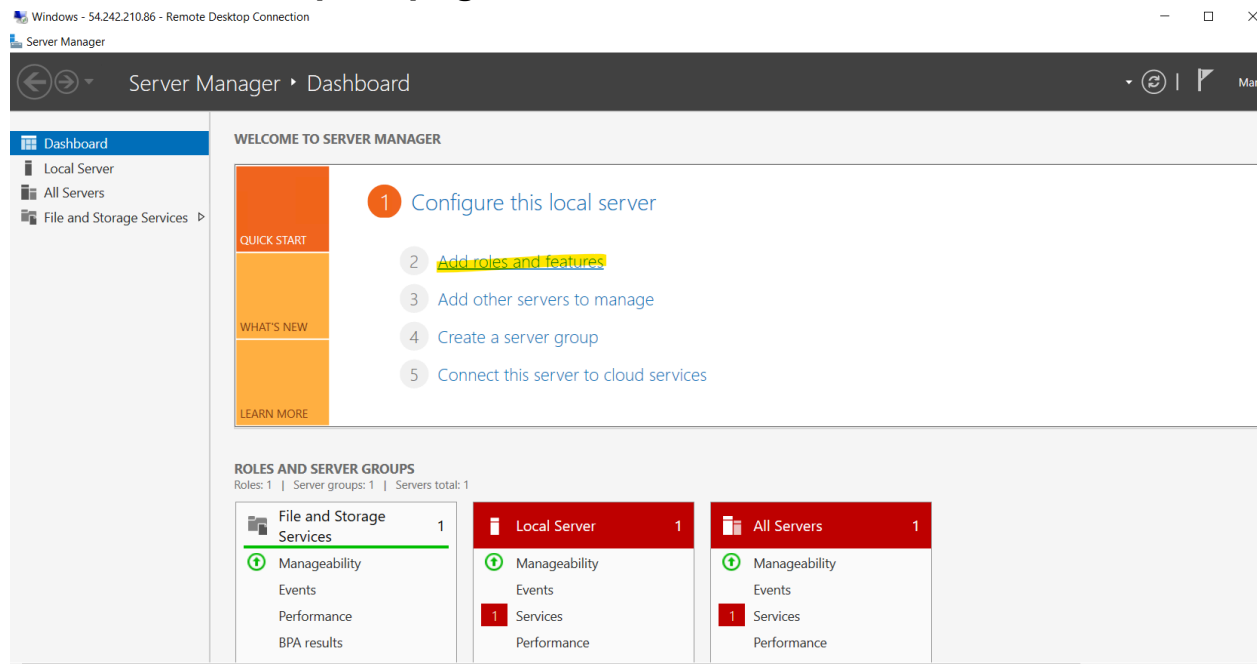 Windows - 54.242.210.86 - Remote Desktop Connection
Server Manager
Server Manager • Dashboard
Dashboard
Local Server
All Servers
File and Storage Services
WELCOME TO SERVER MANAGER
QUICK START
WHAT'S NEW
LEARN MORE
1 Configure this local server
2 Add roles and features
3 Add other servers to manage
4 Create a server group
5 Connect this server to cloud services
ROLES AND SERVER GROUPS
Roles: 1 | Server groups: 1 | Servers total: 1
File and Storage
Services
1
Manageability
Events
Performance
BPA results
Local Server 1
Manageability
Events
1 Services
Performance
All Servers 1
Manageability
Events
1 Services
Performance